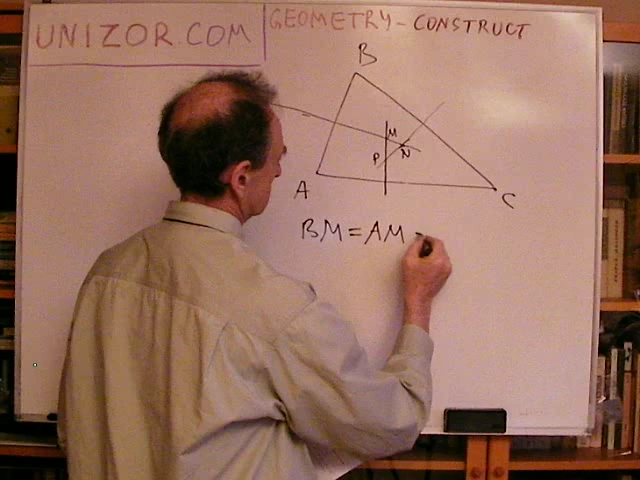 UNIZOR.COM
GEOMETRY - CONSTRUCT
B
M
N
P
A
C
BM = AM =